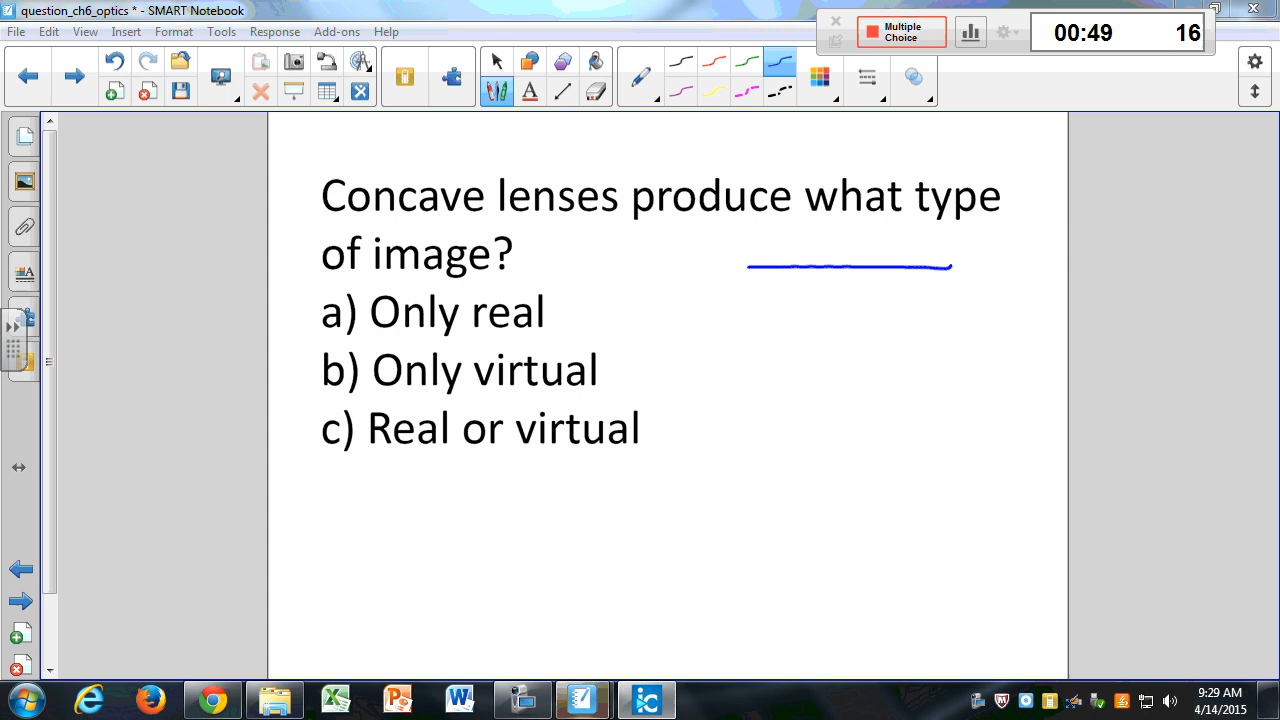 question_ch6_optics * - SMART Notebook
File Edit View Insert Format Tools Response Add-ons Help
Multiple Choice
00:49 16
Concave lenses produce what type
of image?
a) Only real
b) Only virtual
c) Real or virtual
9:29 AM
4/14/2015